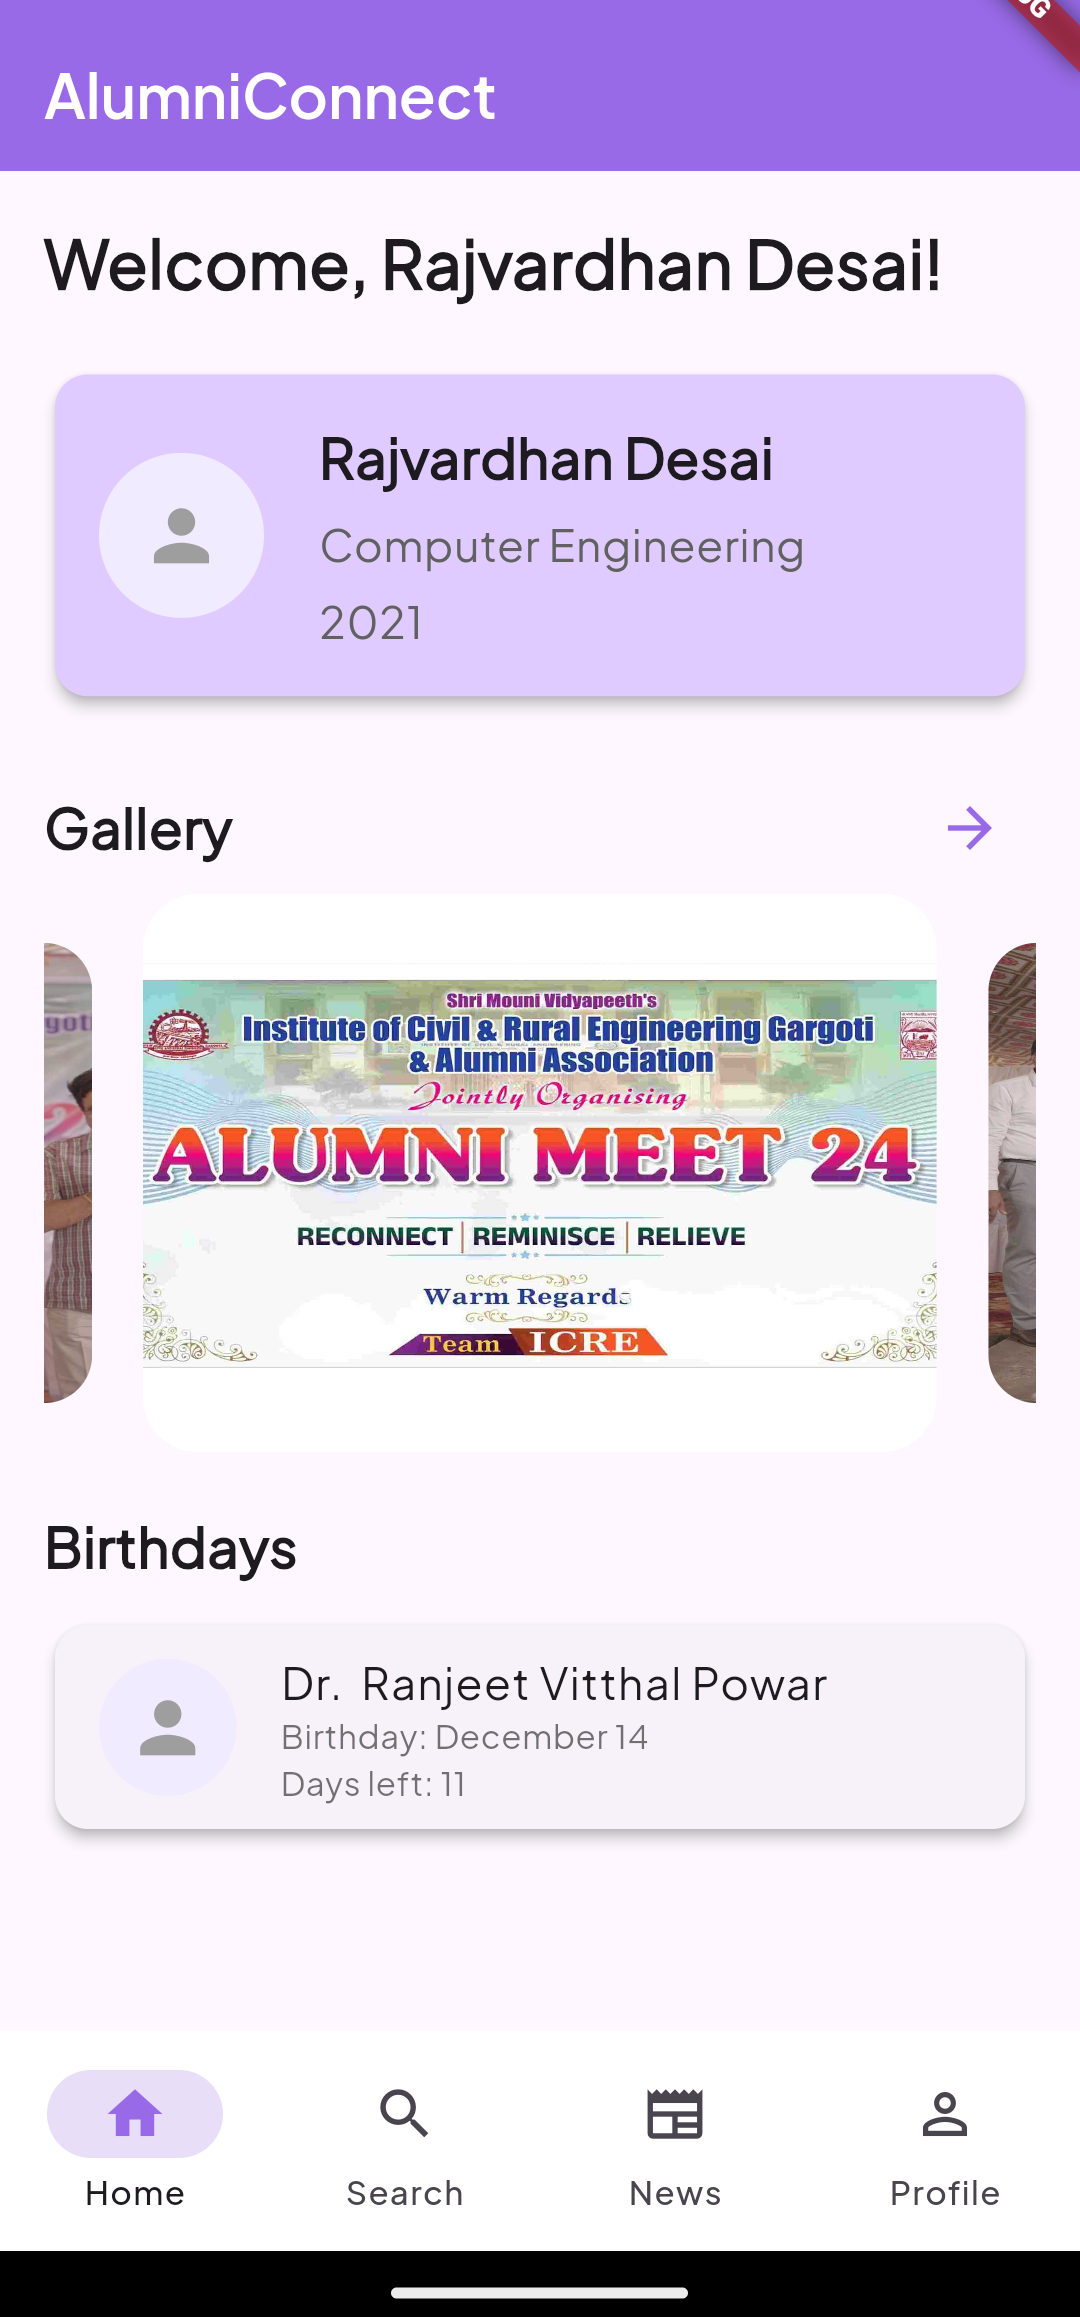 AlumniConnect
Welcome, Rajvardhan Desai!
Rajvardhan Desai
Computer Engineering
2021
Gallery
Shri Mouni Vidyapeeth's
Institute of Civil & Rural Engineering Gargoti
& Alumni Association
Jointly Organising
ALUMNI MEET 24
RECONNECT | REMINISCE | RELIEVE
Warm Regards
Team ICRE
Birthdays
Dr. Ranjeet Vitthal Powar
Birthday: December 14
Days left: 11
Home
Search
News
Profile